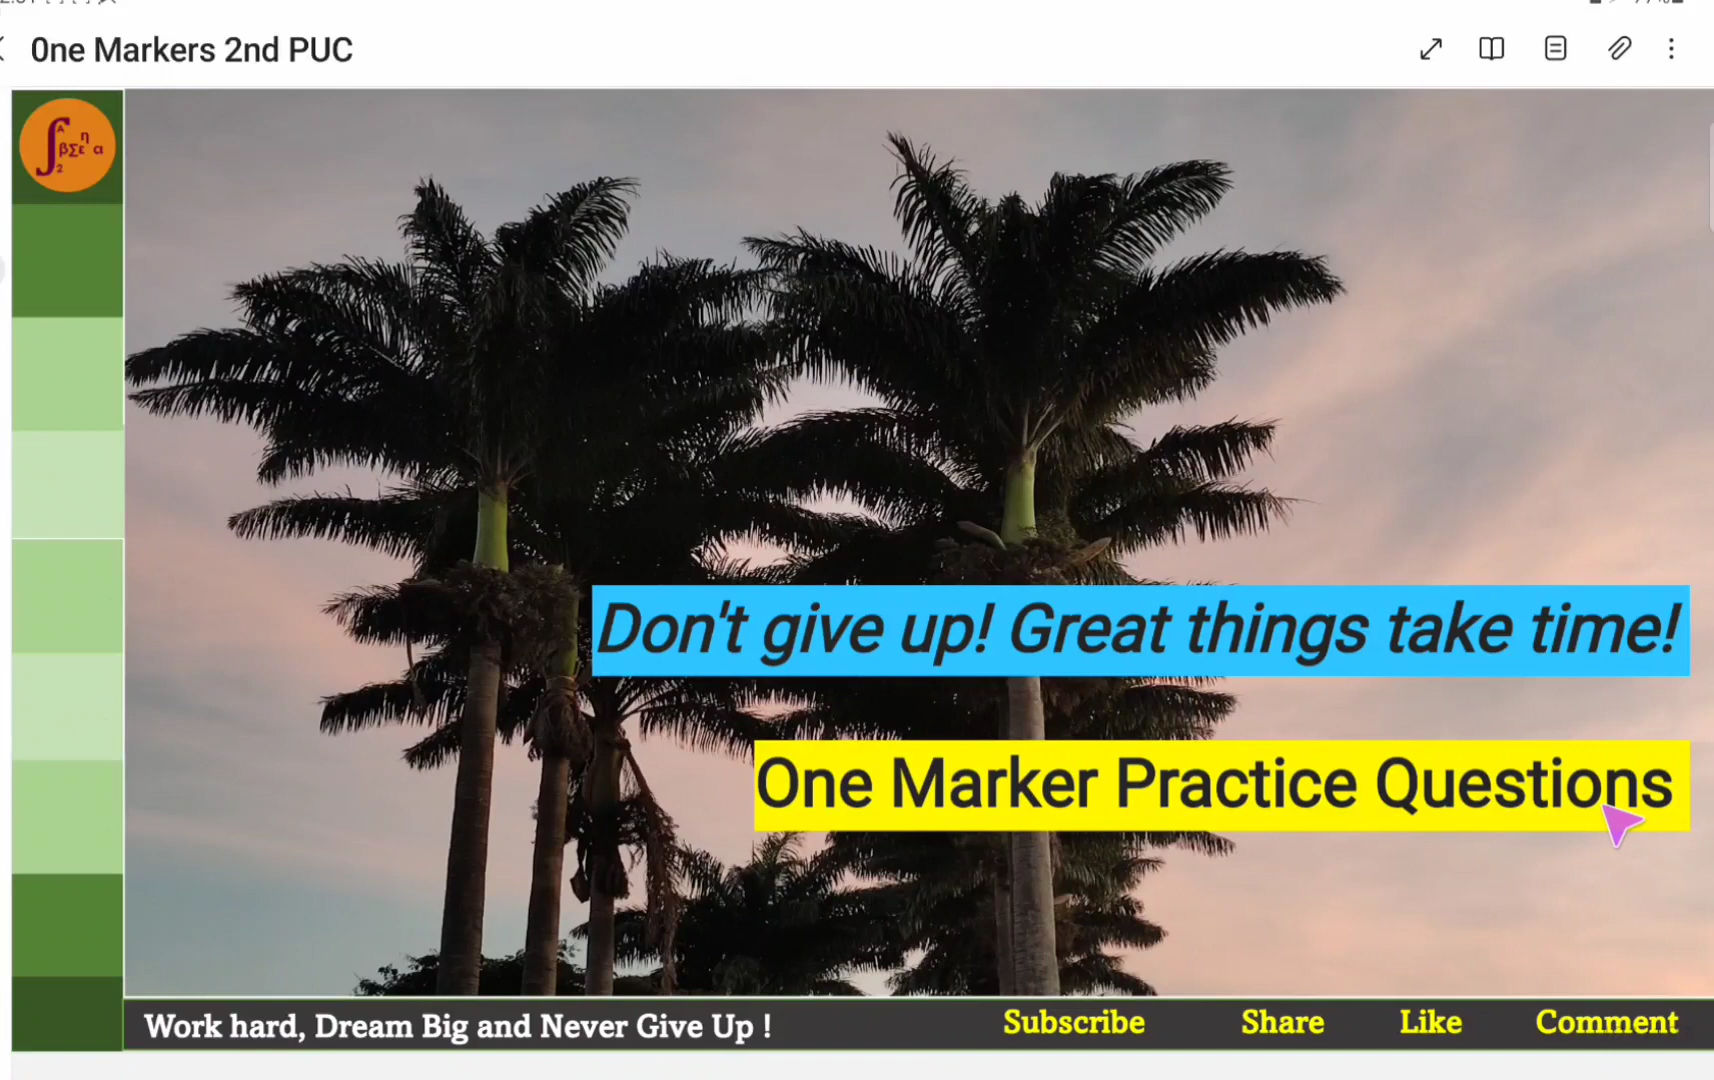 0ne Markers 2nd PUC
Don't give up! Great things take time!
One Marker Practice Questions
Work hard, Dream Big and Never Give Up !
Subscribe Share Like Comment